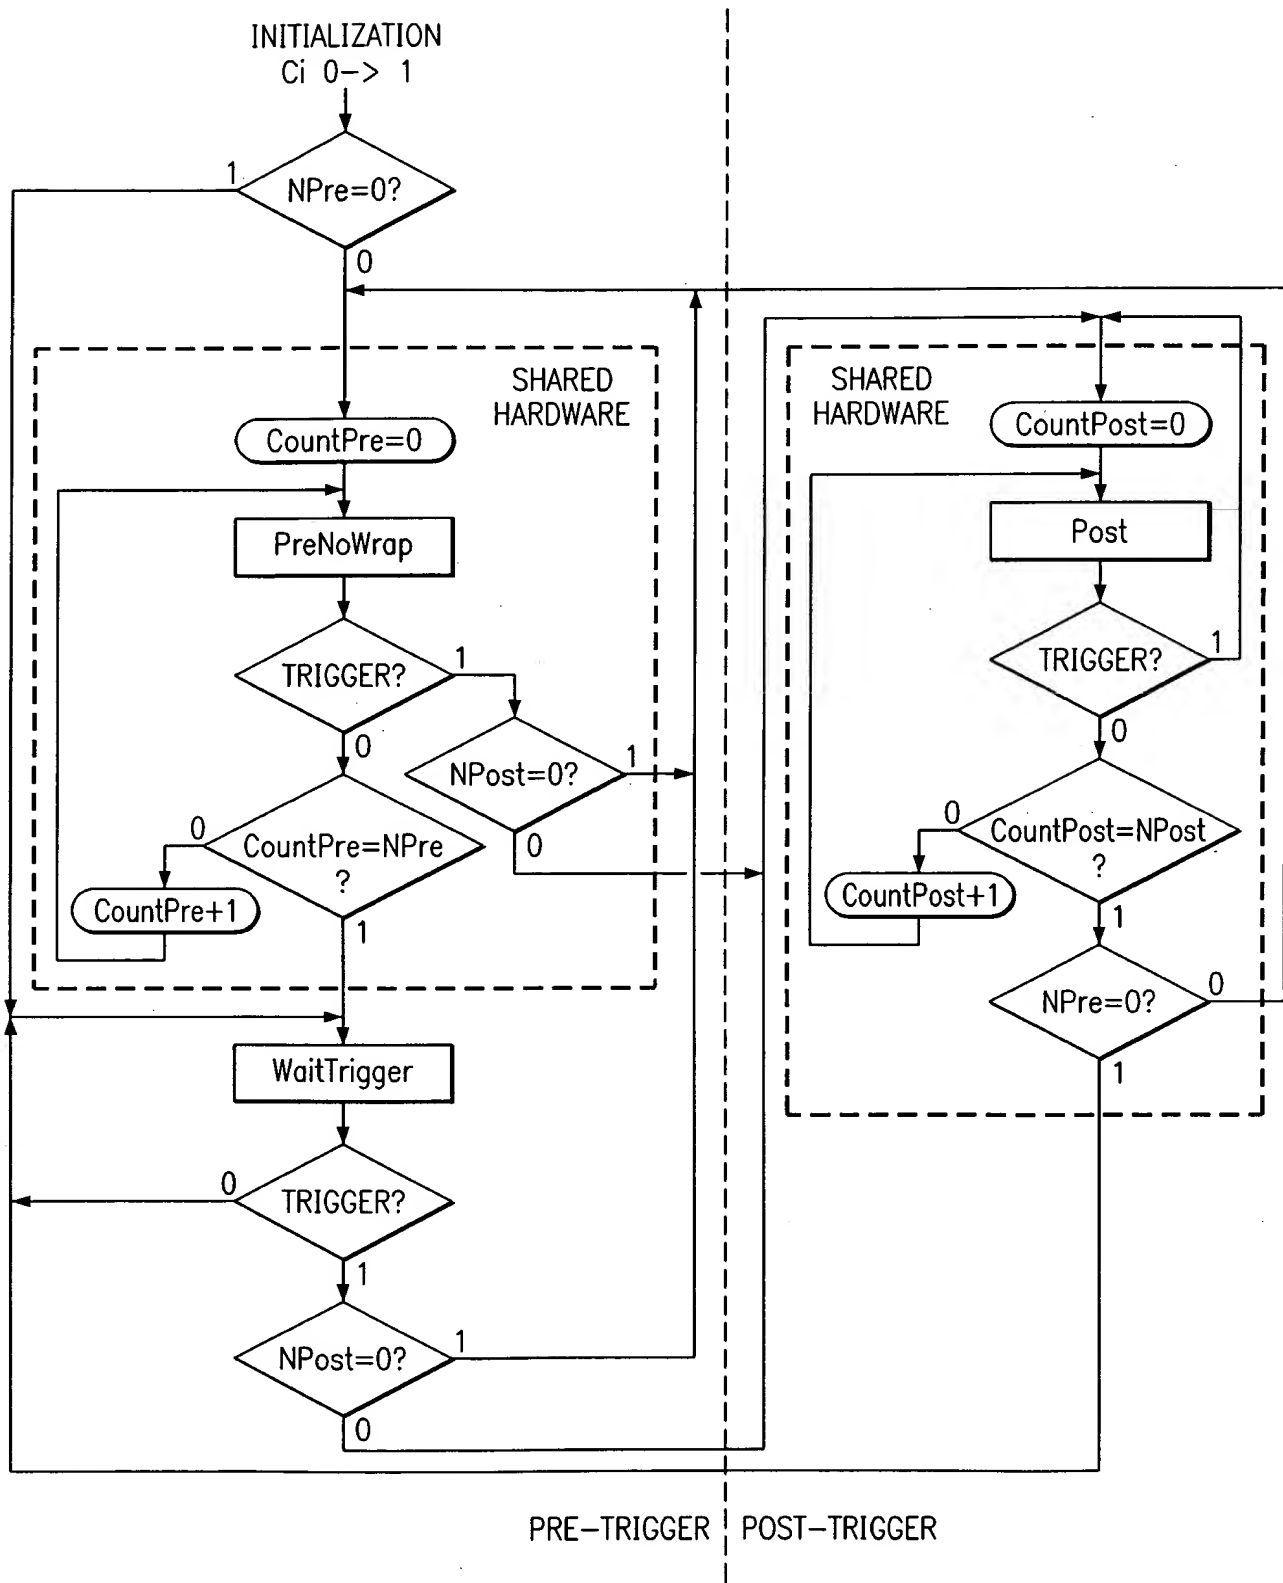 INITIALIZATION
Ci 0-> 1
NPre=0?
1
0
SHARED
HARDWARE
CountPre=0
PreNoWrap
TRIGGER?
1
0
NPost=0?
1
0
CountPre=NPre
?
0
1
CountPre+1
WaitTrigger
TRIGGER?
0
1
NPost=0?
1
0
SHARED
HARDWARE
CountPost=0
Post
TRIGGER?
1
0
CountPost=NPost
?
0
1
CountPost+1
NPre=0?
0
1
PRE-TRIGGER
POST-TRIGGER